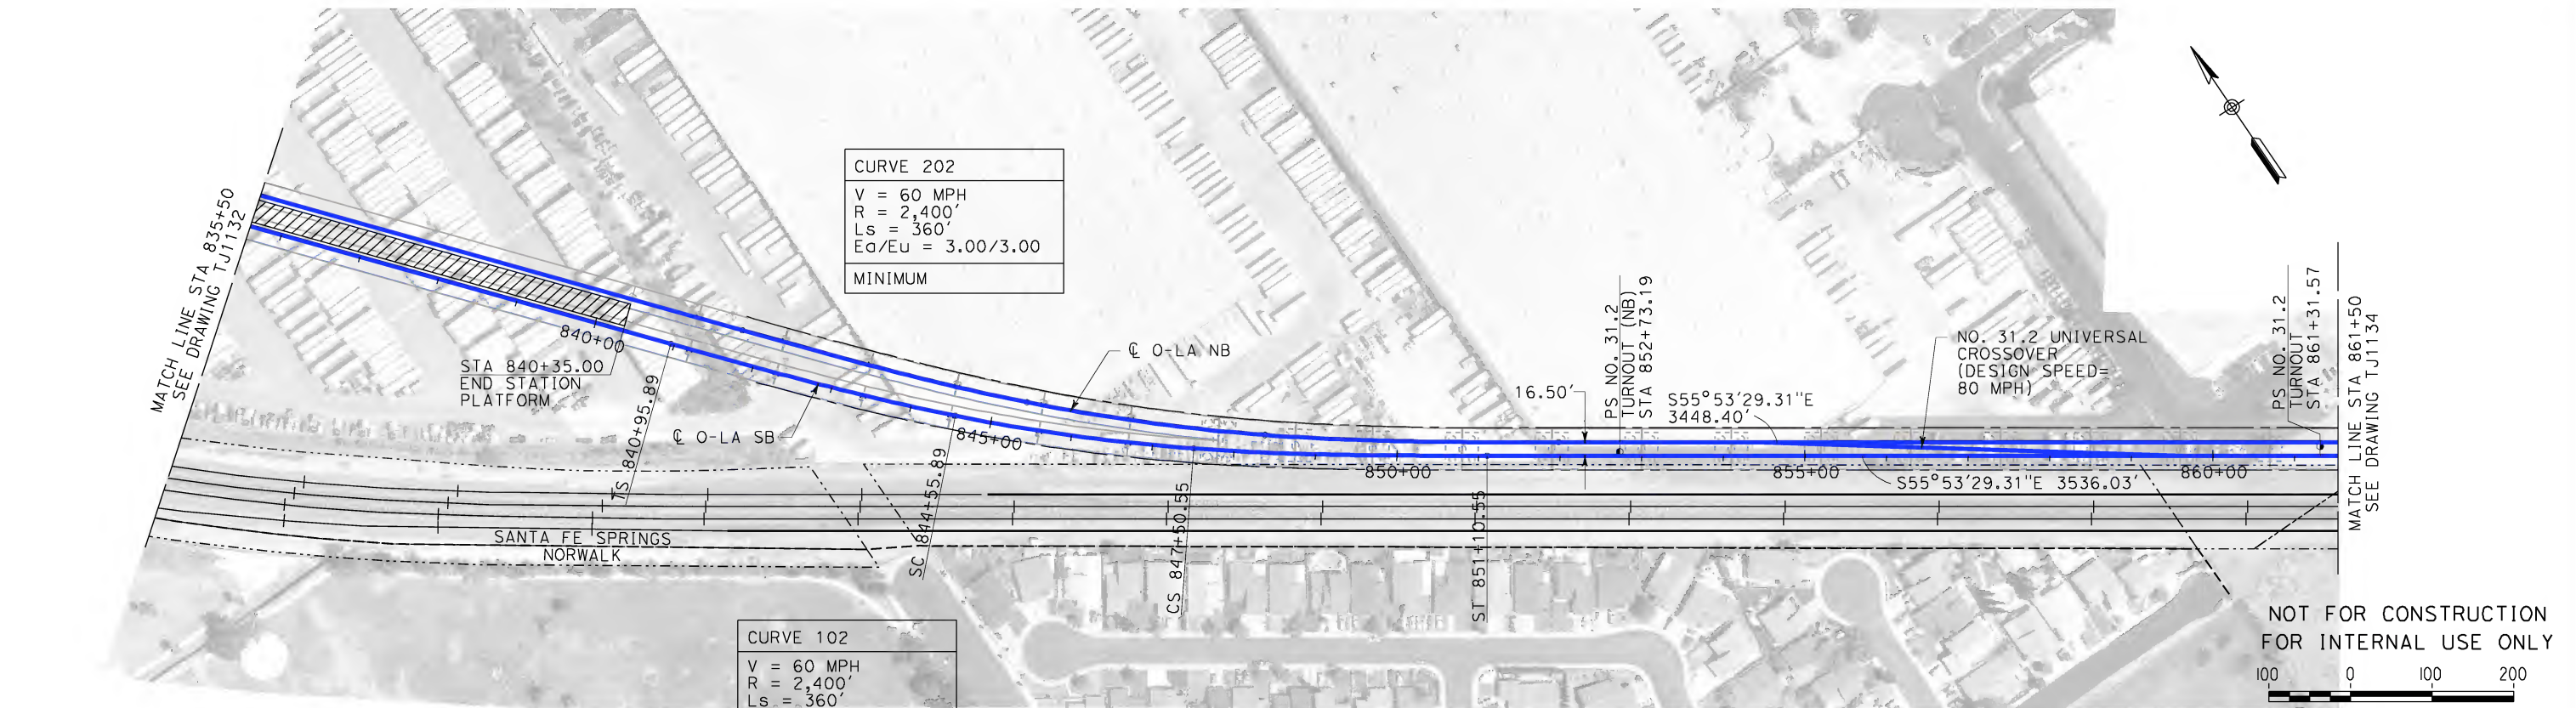 MATCH LINE STA 835+50
SEE DRAWING TJ1132
840+00
STA 840+35.00
END STATION
PLATFORM
TS 840+95.89
℄ O-LA SB
CURVE 202
V = 60 MPH
R = 2,400'
Ls = 360'
Ea/Eu = 3.00/3.00
MINIMUM
℄ O-LA NB
845+00
SC 844+55.89
CS 847+50.55
850+00
ST 851+10.55
16.50'
PS NO. 31.2
TURNOUT (NB)
STA 852+73.19
S55°53'29.31"E
3448.40'
855+00
S55°53'29.31"E 3536.03'
NO. 31.2 UNIVERSAL
CROSSOVER
(DESIGN SPEED=
80 MPH)
860+00
PS NO. 31.2
TURNOUT
STA 861+31.57
MATCH LINE STA 861+50
SEE DRAWING TJ1134
SANTA FE SPRINGS
NORWALK
CURVE 102
V = 60 MPH
R = 2,400'
Ls = 360'
NOT FOR CONSTRUCTION
FOR INTERNAL USE ONLY
100 0 100 200